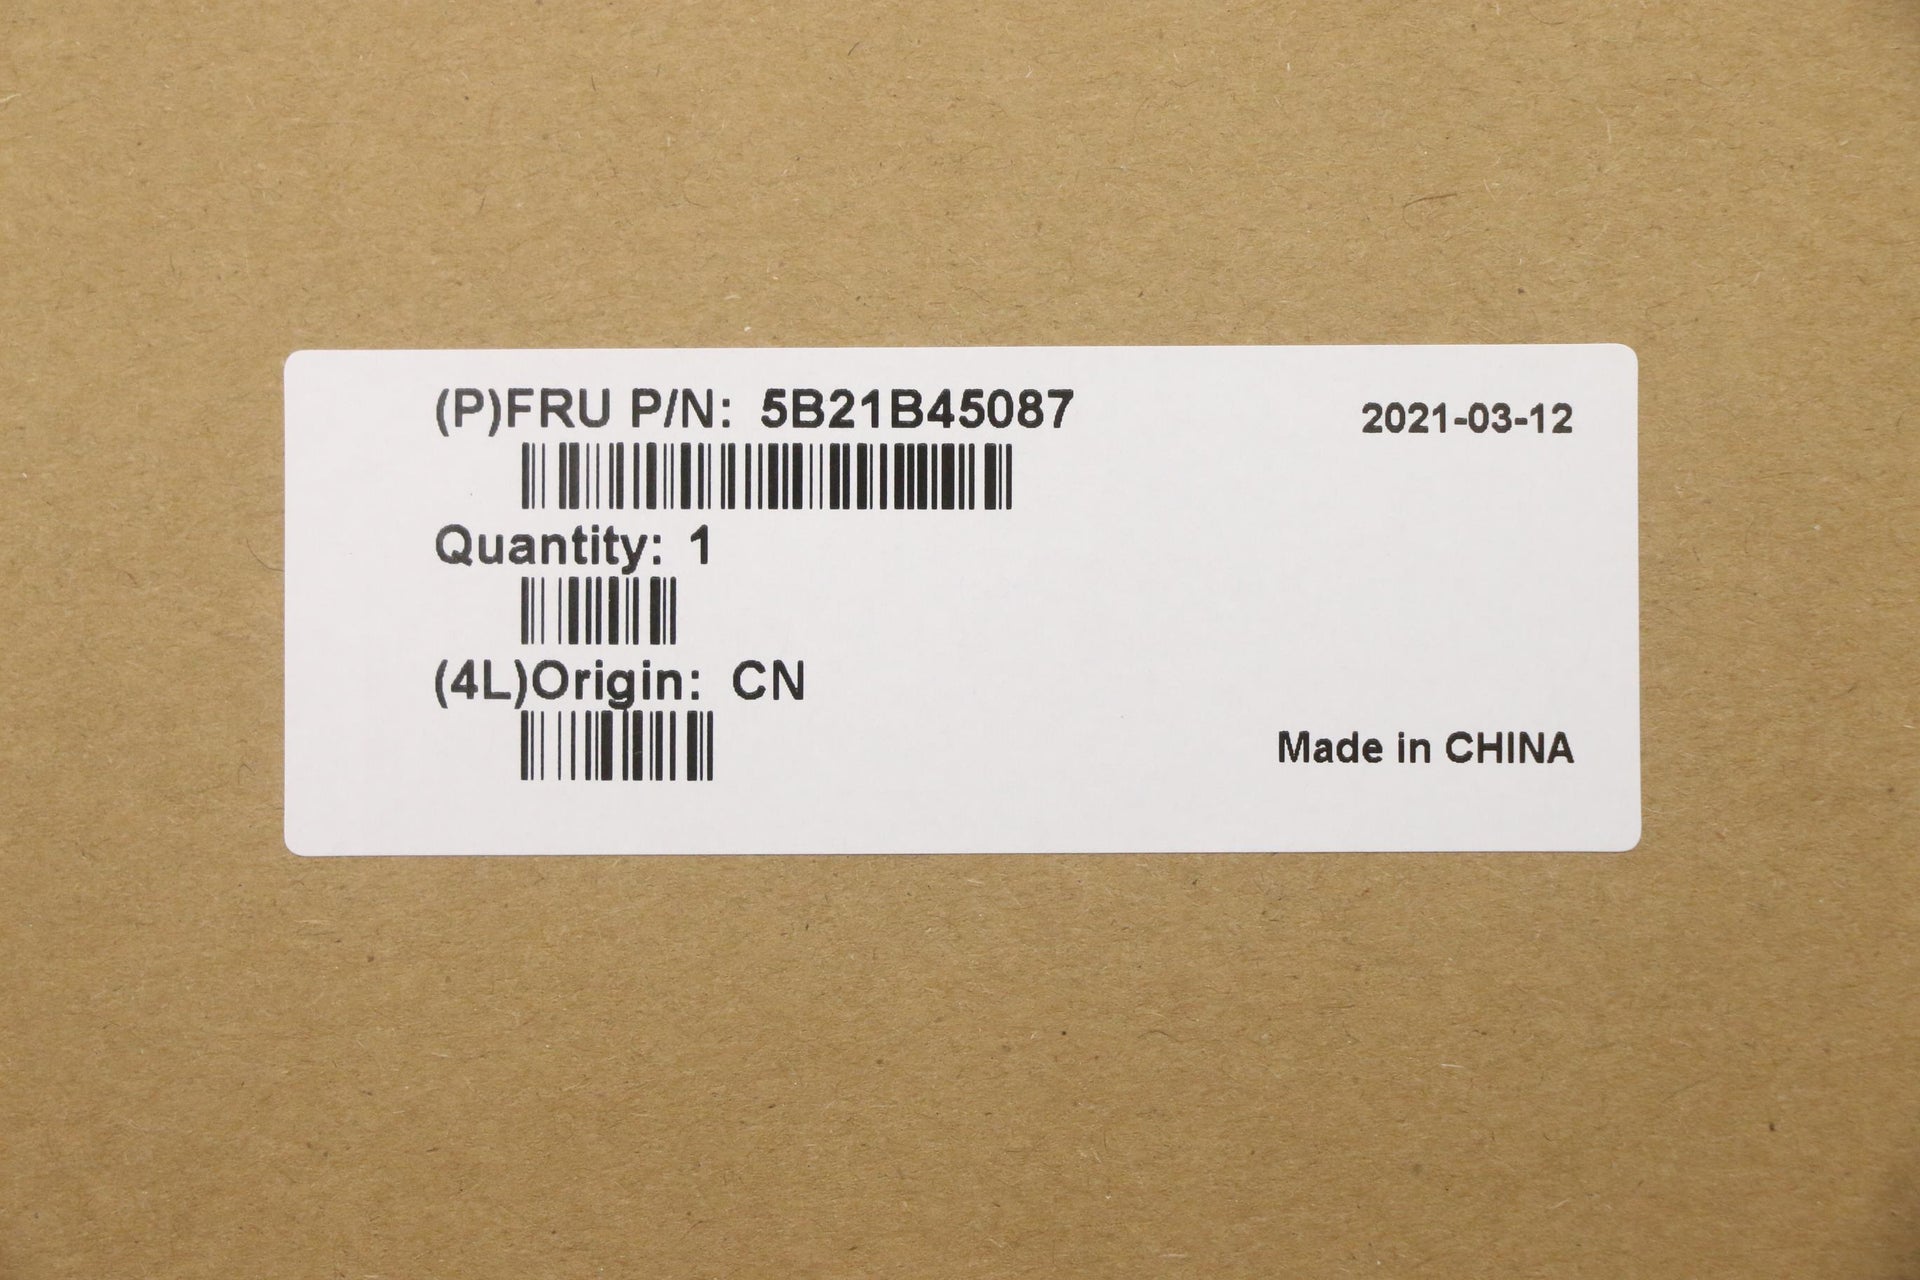 (P)FRU P/N: 5B21B45087
2021-03-12
Quantity: 1
(4L)Origin: CN
Made in CHINA